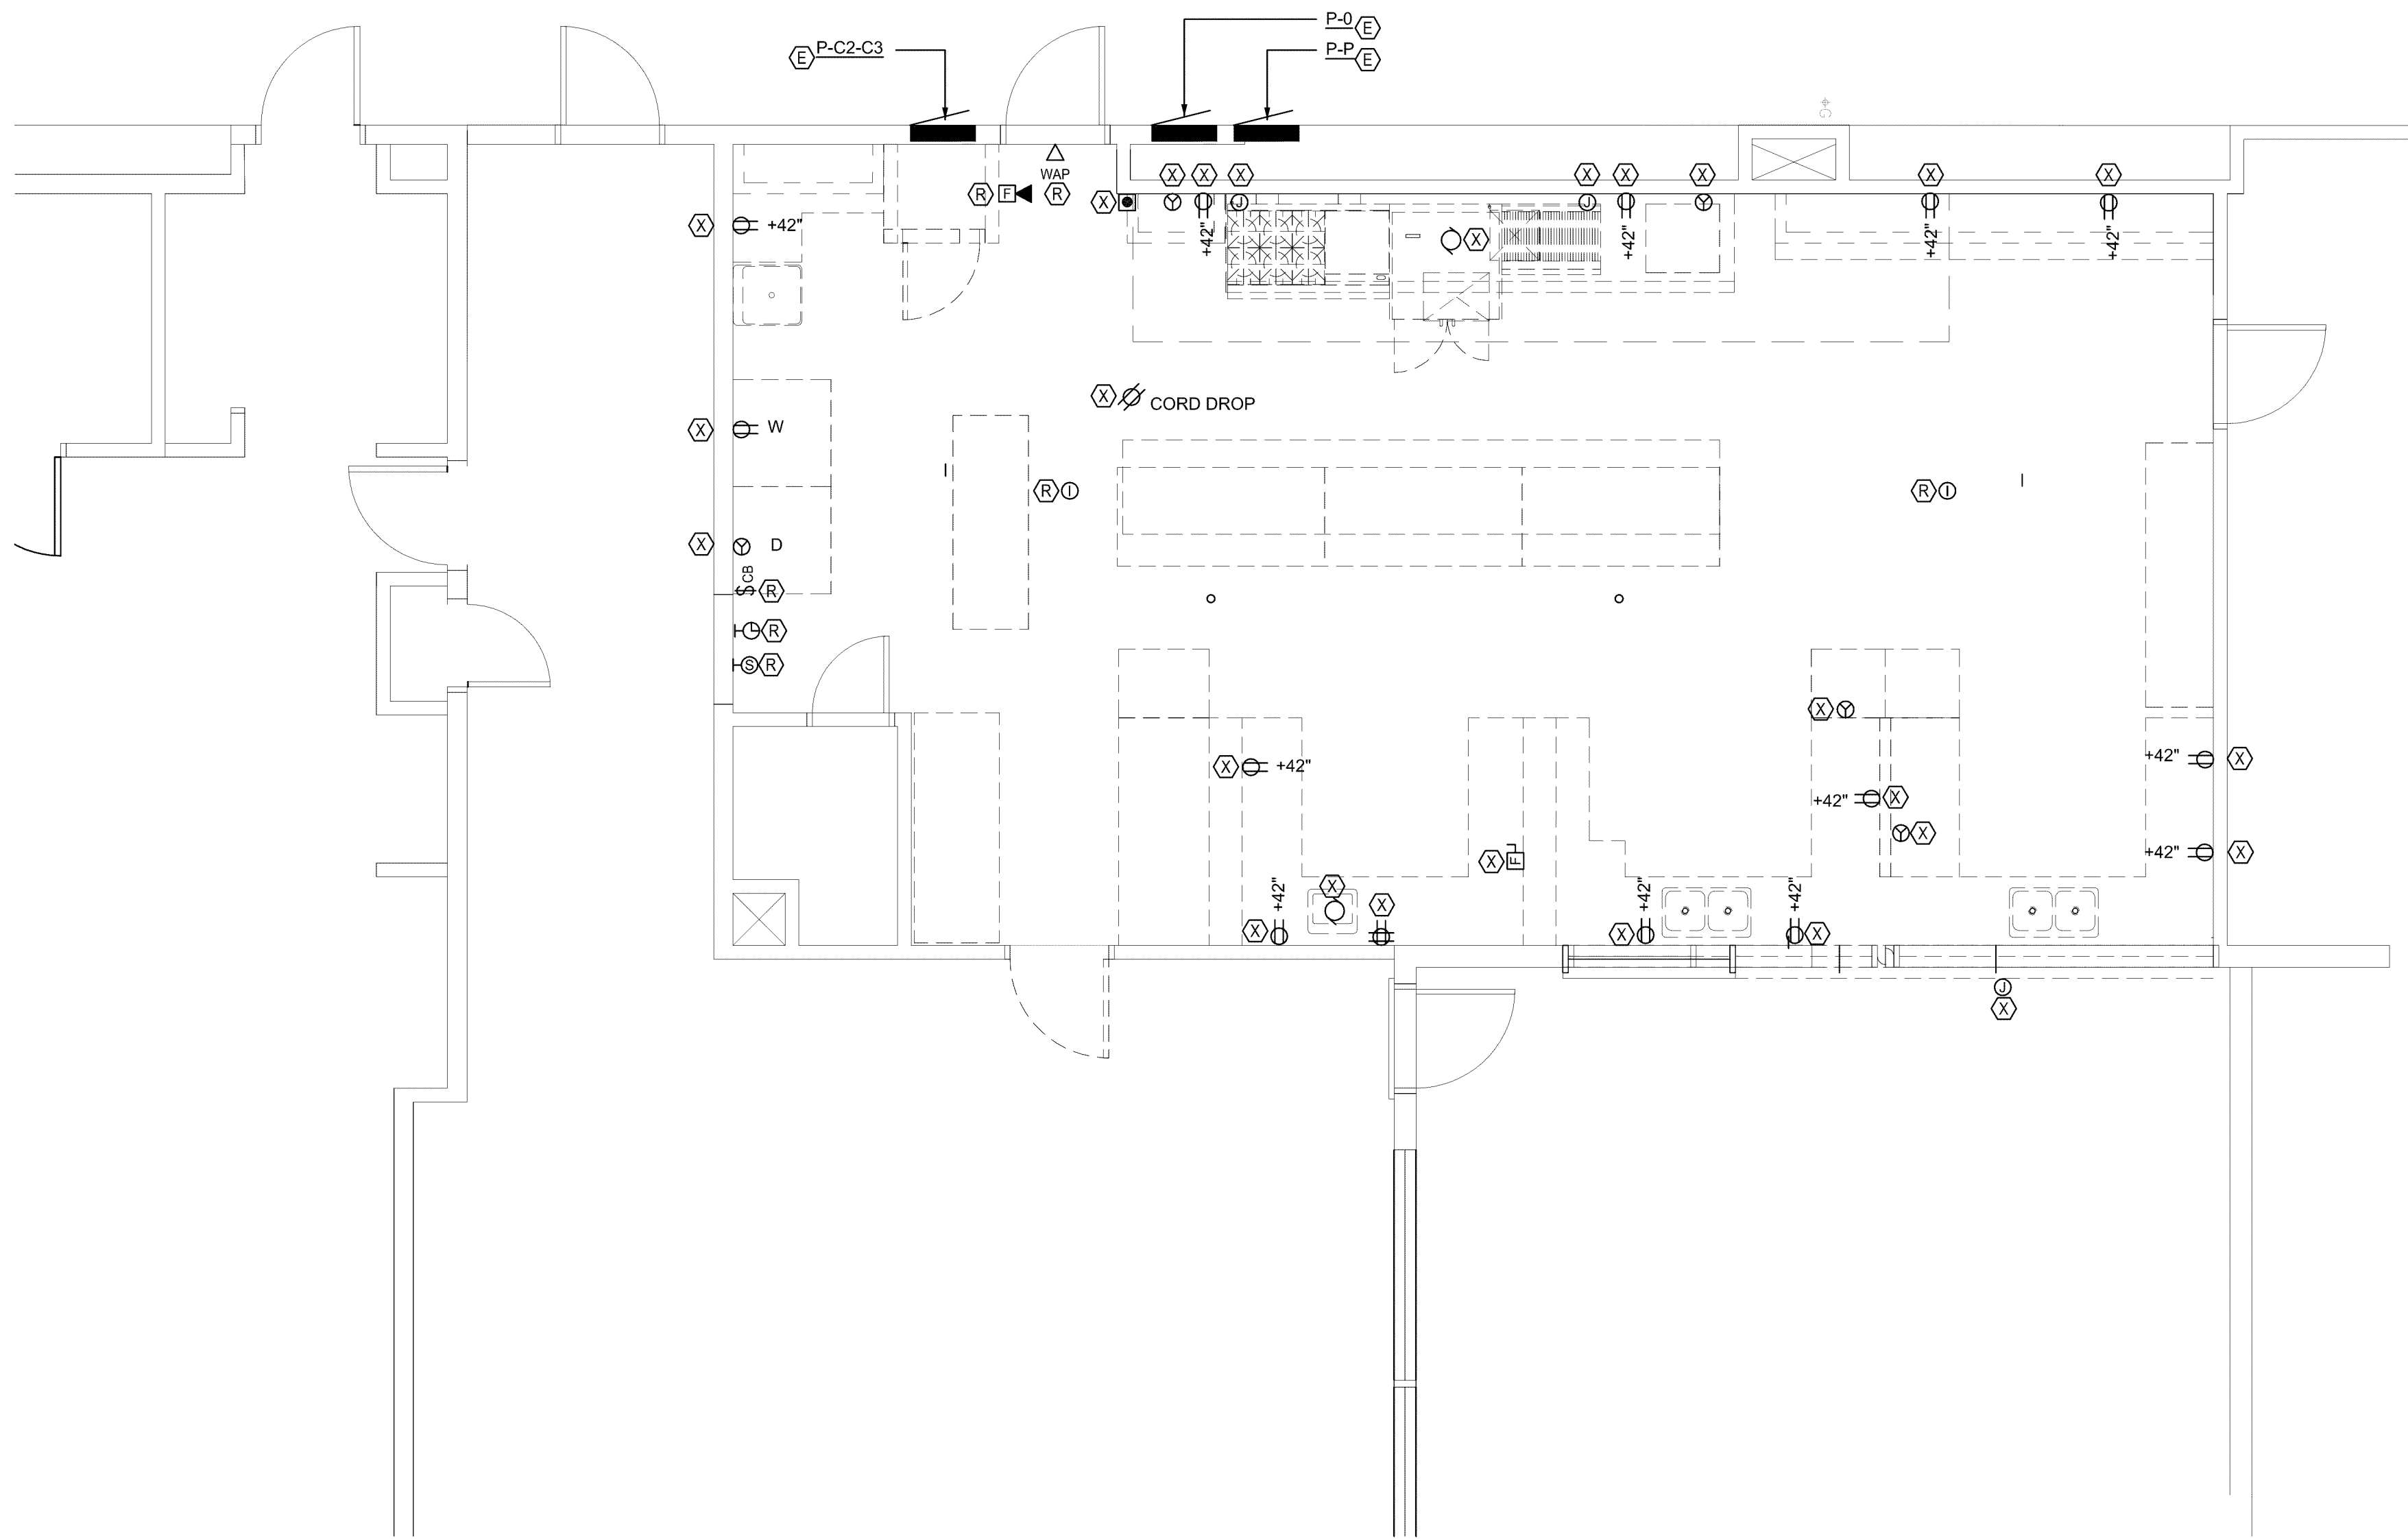 P-0 E
E P-C2-C3
P-P E
WAP
X X X X X X X X
R F R
X J J
X +42"
+42" +42" +42" +42"
X
X CORD DROP
X W
R I R I
X D
CB
S R
R
S R
X
+42" X
X +42"
+42" X
X
X F
+42" X
X
+42" +42" +42"
X
X X X
J
X